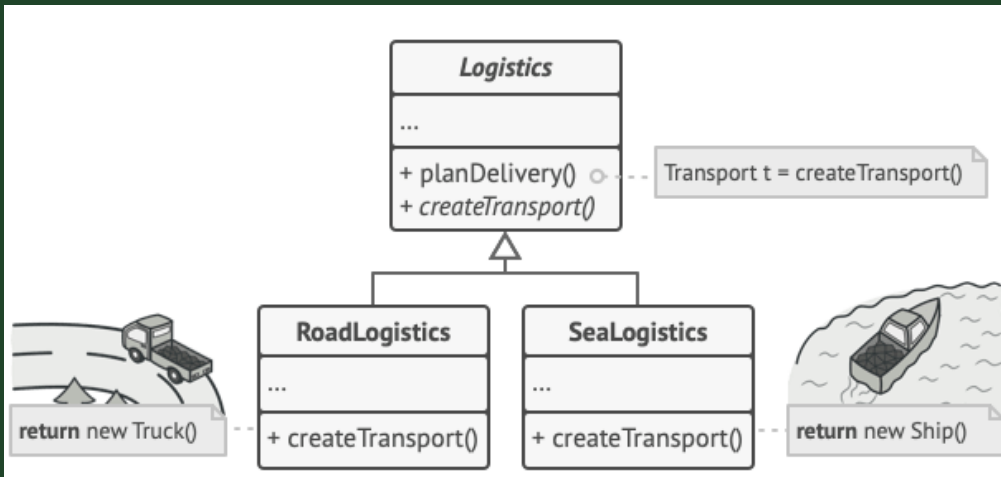 Logistics
...
+ planDelivery()
+ createTransport()
Transport t = createTransport()
RoadLogistics
...
+ createTransport()
return new Truck()
SeaLogistics
...
+ createTransport()
return new Ship()